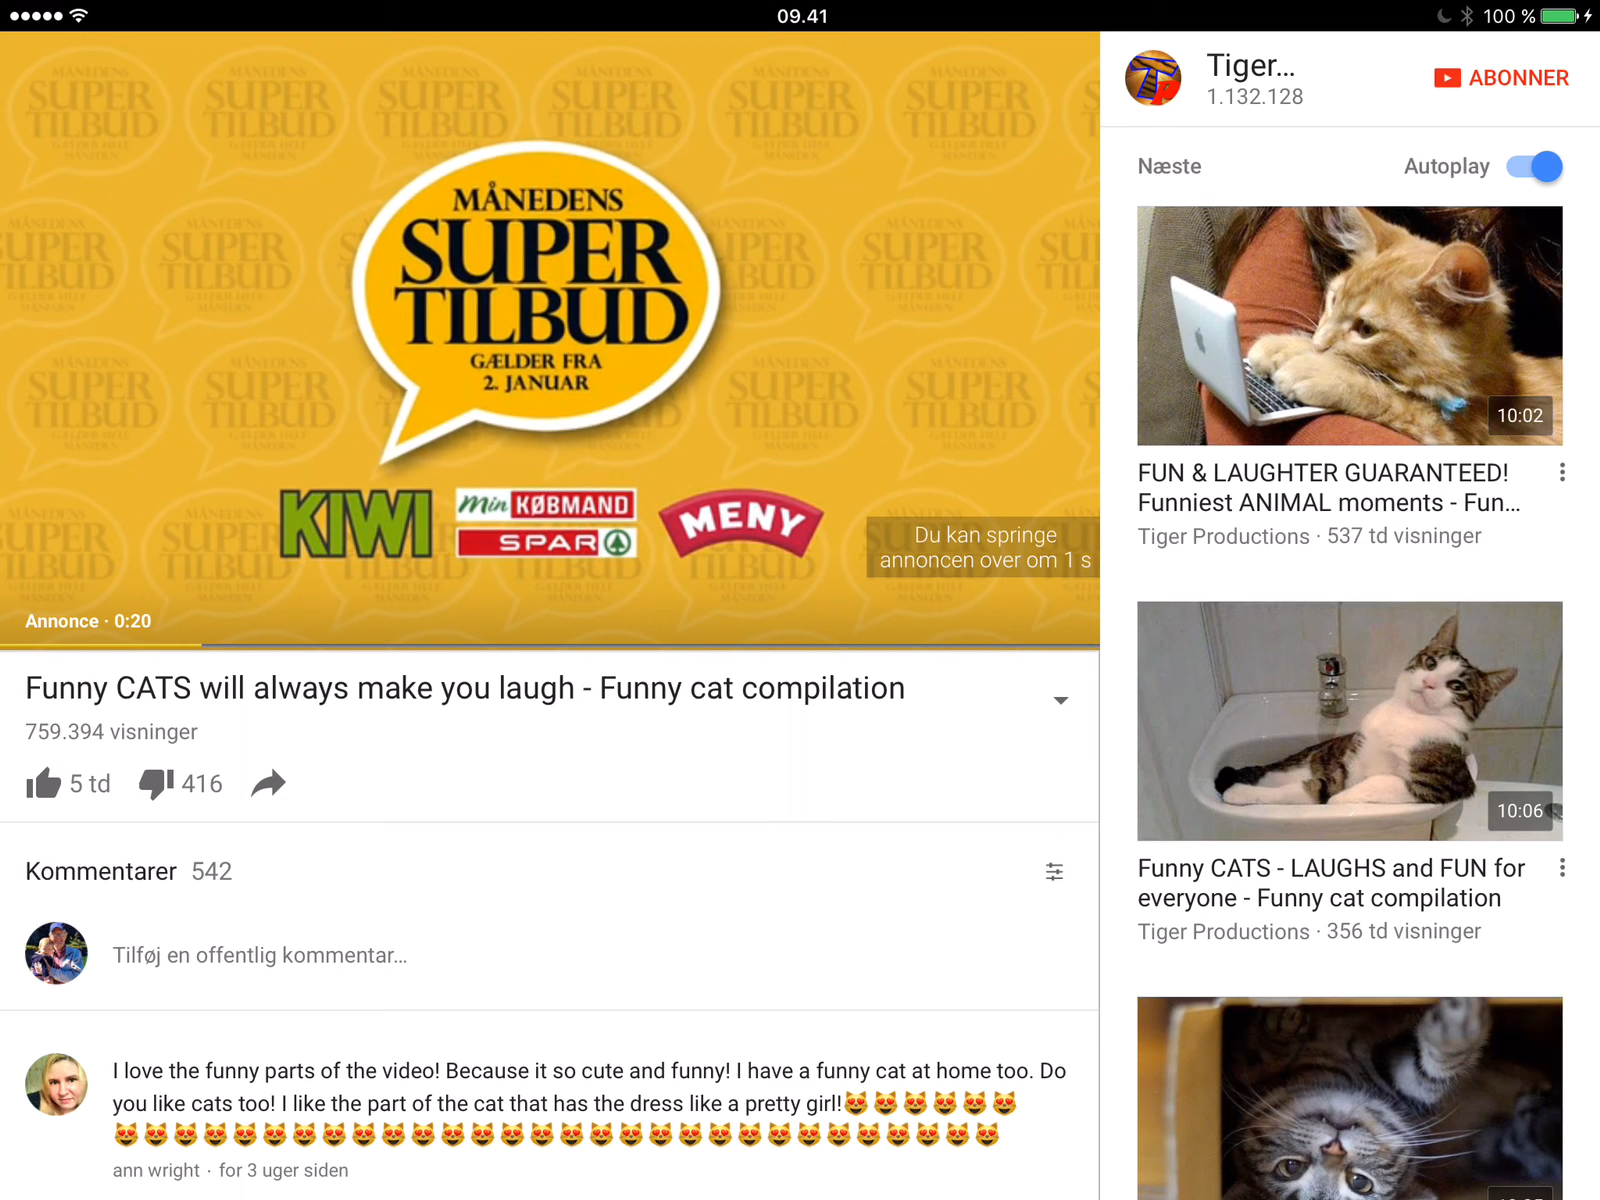 09.41
100 %
MÅNEDENS
SUPER
TILBUD
GÆLDER FRA
2. JANUAR
KIWI
Min KØBMAND
SPAR
MENY
Du kan springe
annoncen over om 1 s
Annonce · 0:20
Funny CATS will always make you laugh - Funny cat compilation
759.394 visninger
5 td 416
Kommentarer 542
Tilføj en offentlig kommentar...
I love the funny parts of the video! Because it so cute and funny! I have a funny cat at home too. Do
you like cats too! I like the part of the cat that has the dress like a pretty girl!😻😻😻😻😻😻
😻😻😻😻😻😻😻😻😻😻😻😻😻😻😻😻😻😻😻😻😻😻😻😻😻😻😻😻😻😻
ann wright · for 3 uger siden
Tiger...
1.132.128
ABONNER
Næste Autoplay
10:02
FUN & LAUGHTER GUARANTEED!
Funniest ANIMAL moments - Fun...
Tiger Productions · 537 td visninger
10:06
Funny CATS - LAUGHS and FUN for
everyone - Funny cat compilation
Tiger Productions · 356 td visninger